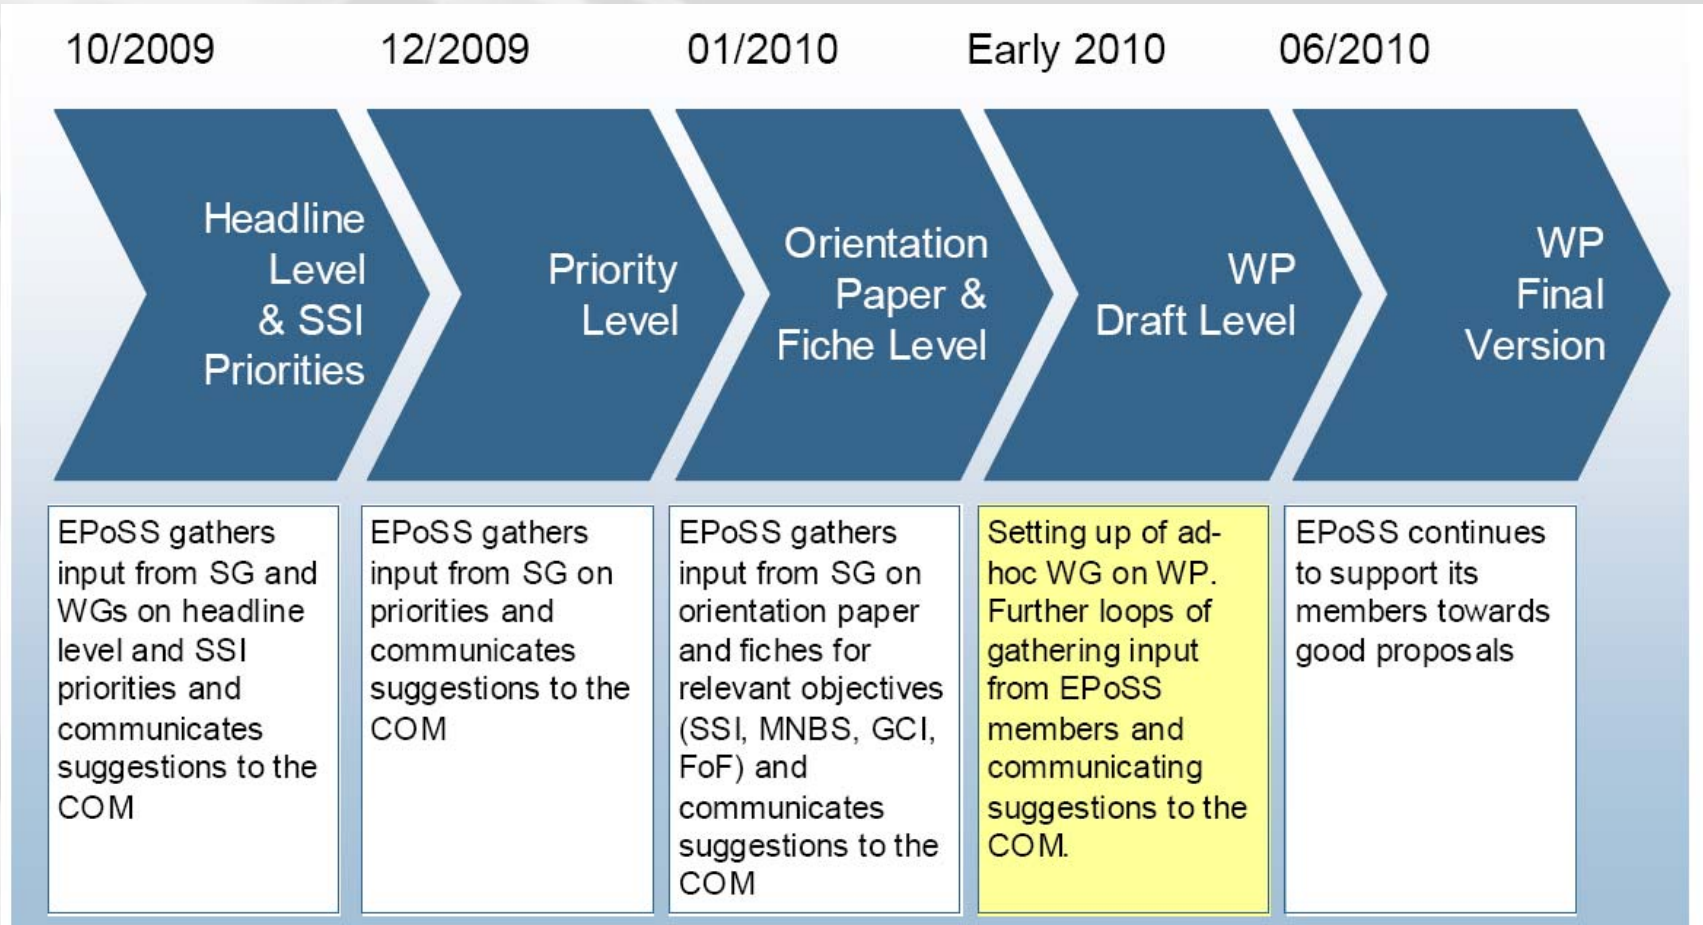 10/2009
12/2009
01/2010
Early 2010
06/2010
Headline
Level
& SSI
Priorities
Priority
Level
Orientation
Paper &
Fiche Level
WP
Draft Level
WP
Final
Version
EPoSS gathers
input from SG and
WGs on headline
level and SSI
priorities and
communicates
suggestions to the
COM
EPoSS gathers
input from SG on
priorities and
communicates
suggestions to the
COM
EPoSS gathers
input from SG on
orientation paper
and fiches for
relevant objectives
(SSI, MNBS, GCI,
FoF) and
communicates
suggestions to the
COM
Setting up of ad-
hoc WG on WP.
Further loops of
gathering input
from EPoSS
members and
communicating
suggestions to the
COM.
EPoSS continues
to support its
members towards
good proposals